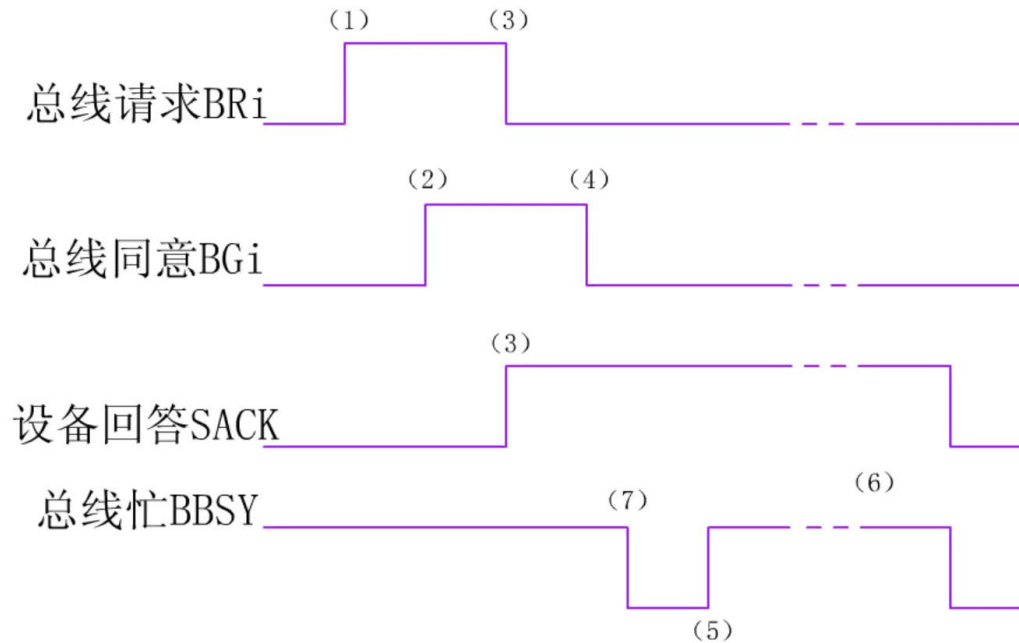 （1） （3）
总线请求BRi
（2） （4）
总线同意BGi
（3）
设备回答SACK
（7） （6）
总线忙BBSY
（5）